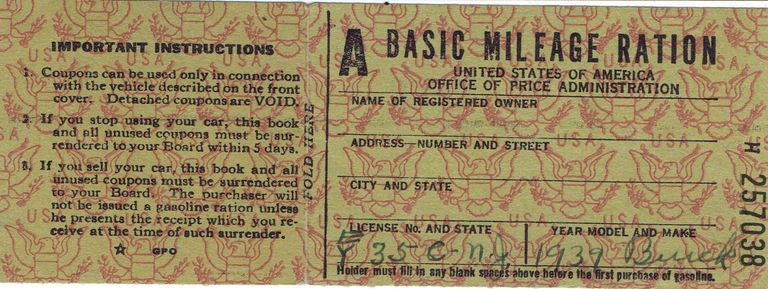 IMPORTANT INSTRUCTIONS
1. Coupons can be used only in connection
with the vehicle described on the front
cover. Detached coupons are VOID.
2. If you stop using your car, this book
and all unused coupons must be sur-
rendered to your Board within 5 days.
3. If you sell your car, this book and all
unused coupons must be surrendered
to your Board. The purchaser will
not be issued a gasoline ration unless
he presents the receipt which you re-
ceive at the time of such surrender.
☆ GPO
FOLD HERE
A BASIC MILEAGE RATION
UNITED STATES OF AMERICA
OFFICE OF PRICE ADMINISTRATION
NAME OF REGISTERED OWNER
ADDRESS—NUMBER AND STREET
CITY AND STATE
LICENSE No. AND STATE
35 C-N.J.
YEAR MODEL AND MAKE
1939 Buick
Holder must fill in any blank spaces above before the first purchase of gasoline.
H 257038